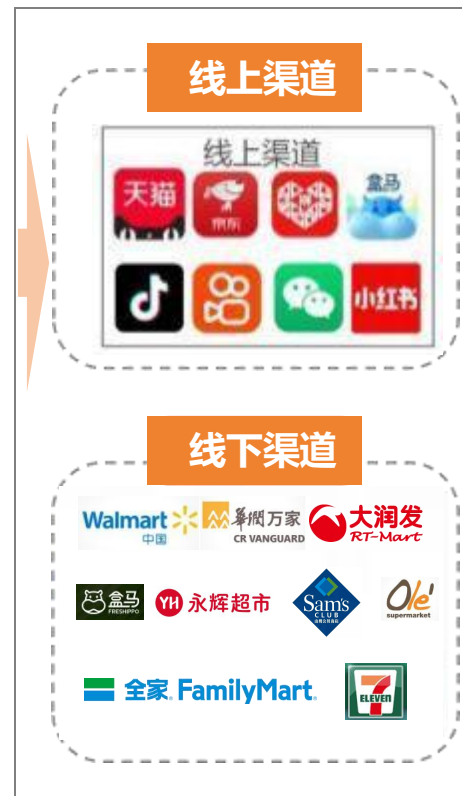 线上渠道
线上渠道
天猫
京东
盒马
小红书
线下渠道
Walmart
中国
華润万家
CR VANGUARD
大润发
RT-Mart
盒马
FRESHIPPO
YH 永辉超市
Sam's
CLUB
Ole'
supermarket
全家 FamilyMart
7
ELEVEN